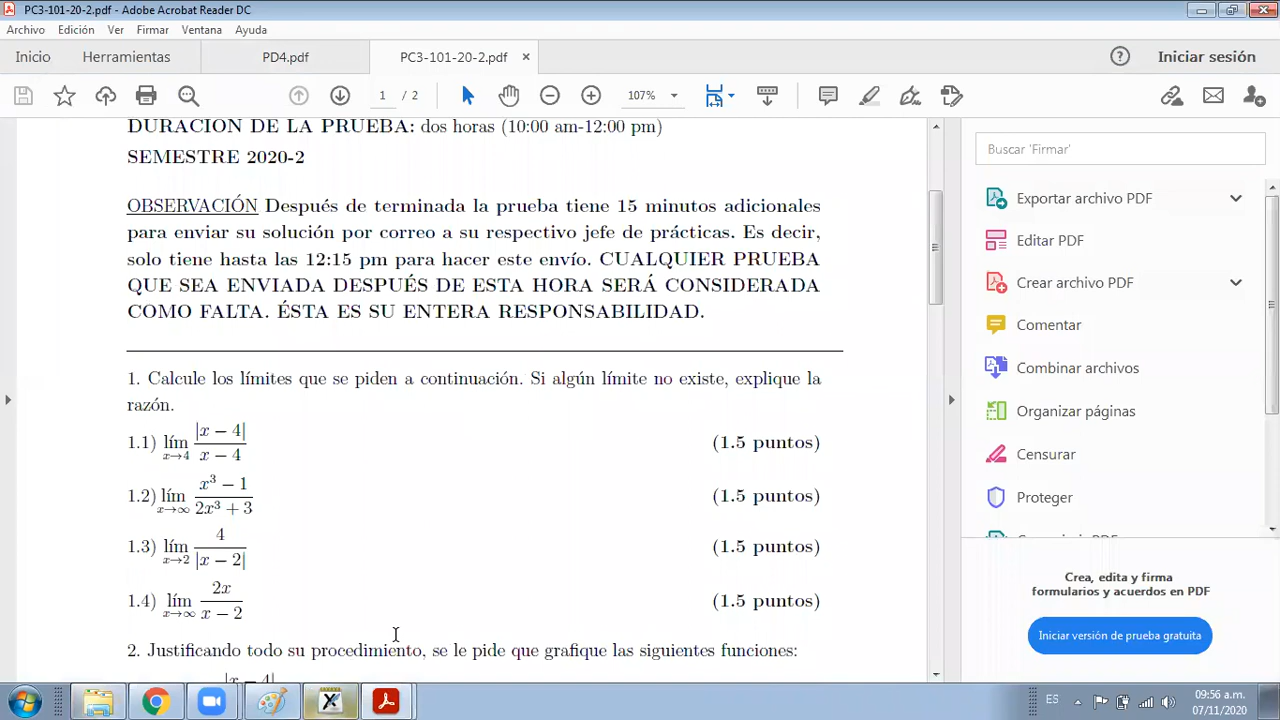 PC3-101-20-2.pdf - Adobe Acrobat Reader DC
Archivo Edición Ver Firmar Ventana Ayuda
Inicio Herramientas PD4.pdf PC3-101-20-2.pdf × ? Iniciar sesión
1 / 2 107%
DURACION DE LA PRUEBA: dos horas (10:00 am-12:00 pm)
SEMESTRE 2020-2
OBSERVACIÓN Después de terminada la prueba tiene 15 minutos adicionales
para enviar su solución por correo a su respectivo jefe de prácticas. Es decir,
solo tiene hasta las 12:15 pm para hacer este envío. CUALQUIER PRUEBA
QUE SEA ENVIADA DESPUÉS DE ESTA HORA SERÁ CONSIDERADA
COMO FALTA. ÉSTA ES SU ENTERA RESPONSABILIDAD.
1. Calcule los límites que se piden a continuación. Si algún límite no existe, explique la
razón.
1.1) lím x→4 |x − 4| / x − 4 (1.5 puntos)
1.2) lím x→∞ x³ − 1 / 2x³ + 3 (1.5 puntos)
1.3) lím x→2 4 / |x − 2| (1.5 puntos)
1.4) lím x→∞ 2x / x − 2 (1.5 puntos)
2. Justificando todo su procedimiento, se le pide que grafique las siguientes funciones:
|x − 4|
Buscar 'Firmar'
Exportar archivo PDF
Editar PDF
Crear archivo PDF
Comentar
Combinar archivos
Organizar páginas
Censurar
Proteger
Crea, edita y firma
formularios y acuerdos en PDF
Iniciar versión de prueba gratuita
ES 09:56 a.m.
07/11/2020